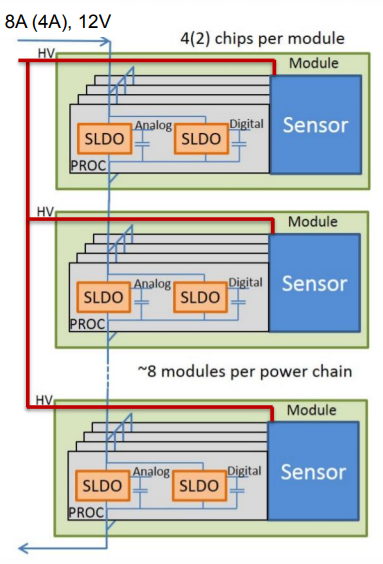 8A (4A), 12V
4(2) chips per module
HV
Module
Analog
Digital
SLDO
SLDO
Sensor
PROC
HV
Module
Analog
Digital
SLDO
SLDO
Sensor
PROC
~8 modules per power chain
HV
Module
Analog
Digital
SLDO
SLDO
Sensor
PROC